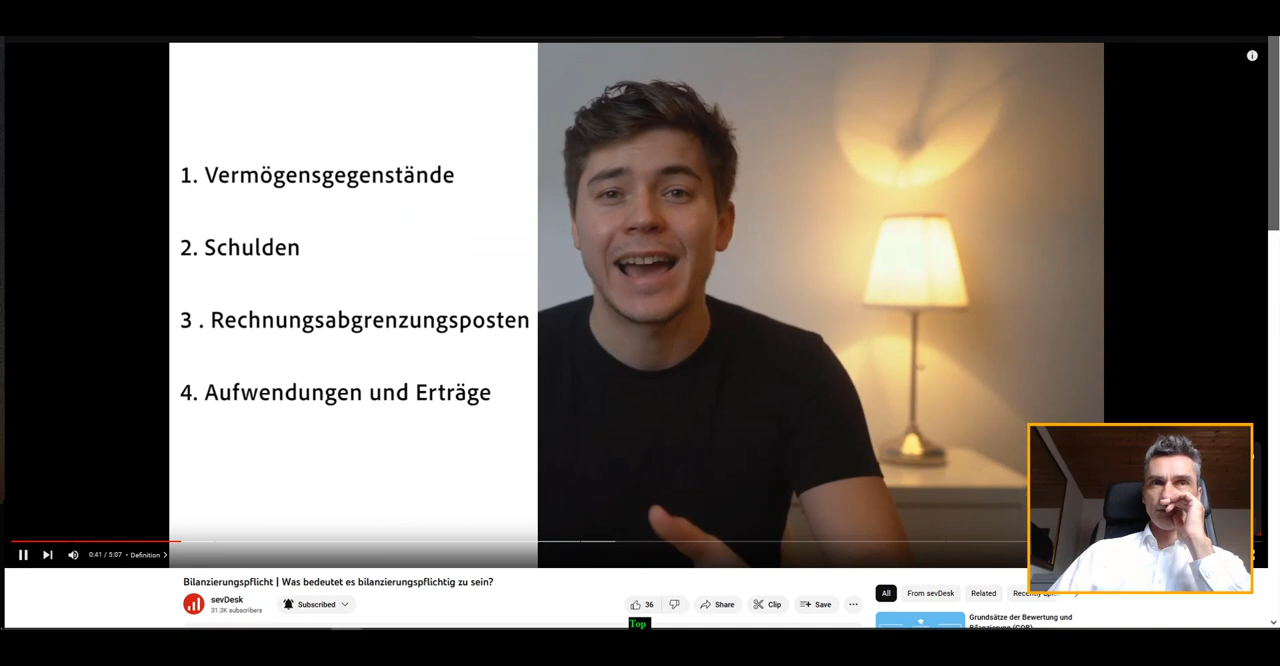 1. Vermögensgegenstände
2. Schulden
3 . Rechnungsabgrenzungsposten
4. Aufwendungen und Erträge
0:41 / 5:07 • Definition
Bilanzierungspflicht | Was bedeutet es bilanzierungspflichtig zu sein?
sevDesk
31.3K subscribers
Subscribed
36
Share
Clip
Save
All
From sevDesk
Related
Grundsätze der Bewertung und
Top